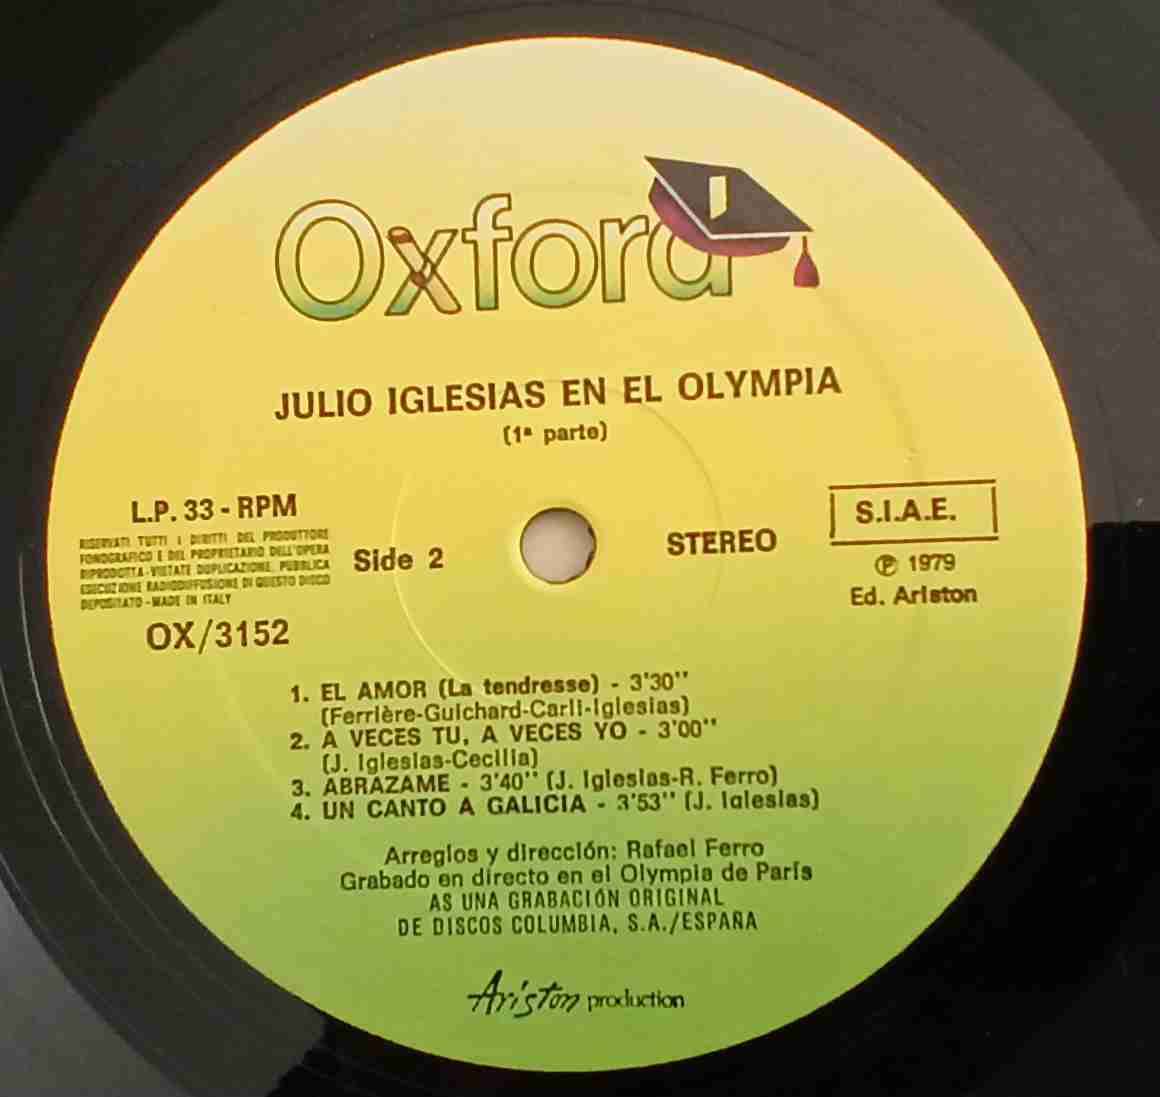 Oxford
JULIO IGLESIAS EN EL OLYMPIA
(1ª parte)
L.P. 33 - RPM
RISERVATI TUTTI I DIRITTI DEL PRODUTTORE
FONOGRAFICO E DEL PROPRIETARIO DELL'OPERA
RIPRODOTTA - VIETATE DUPLICAZIONE, PUBBLICA
ESECUZIONE RADIODIFFUSIONE DI QUESTO DISCO
DEPOSITATO - MADE IN ITALY
OX/3152
Side 2
STEREO
S.I.A.E.
℗ 1979
Ed. Ariston
1. EL AMOR (La tendresse) - 3'30''
(Ferrière-Guichard-Carli-Iglesias)
2. A VECES TU, A VECES YO - 3'00''
(J. Iglesias-Cecilia)
3. ABRAZAME - 3'40'' (J. Iglesias-R. Ferro)
4. UN CANTO A GALICIA - 3'53'' (J. Iglesias)
Arreglos y dirección: Rafael Ferro
Grabado en directo en el Olympia de París
AS UNA GRABACIÓN ORIGINAL
DE DISCOS COLUMBIA, S.A./ESPAÑA
Ariston production